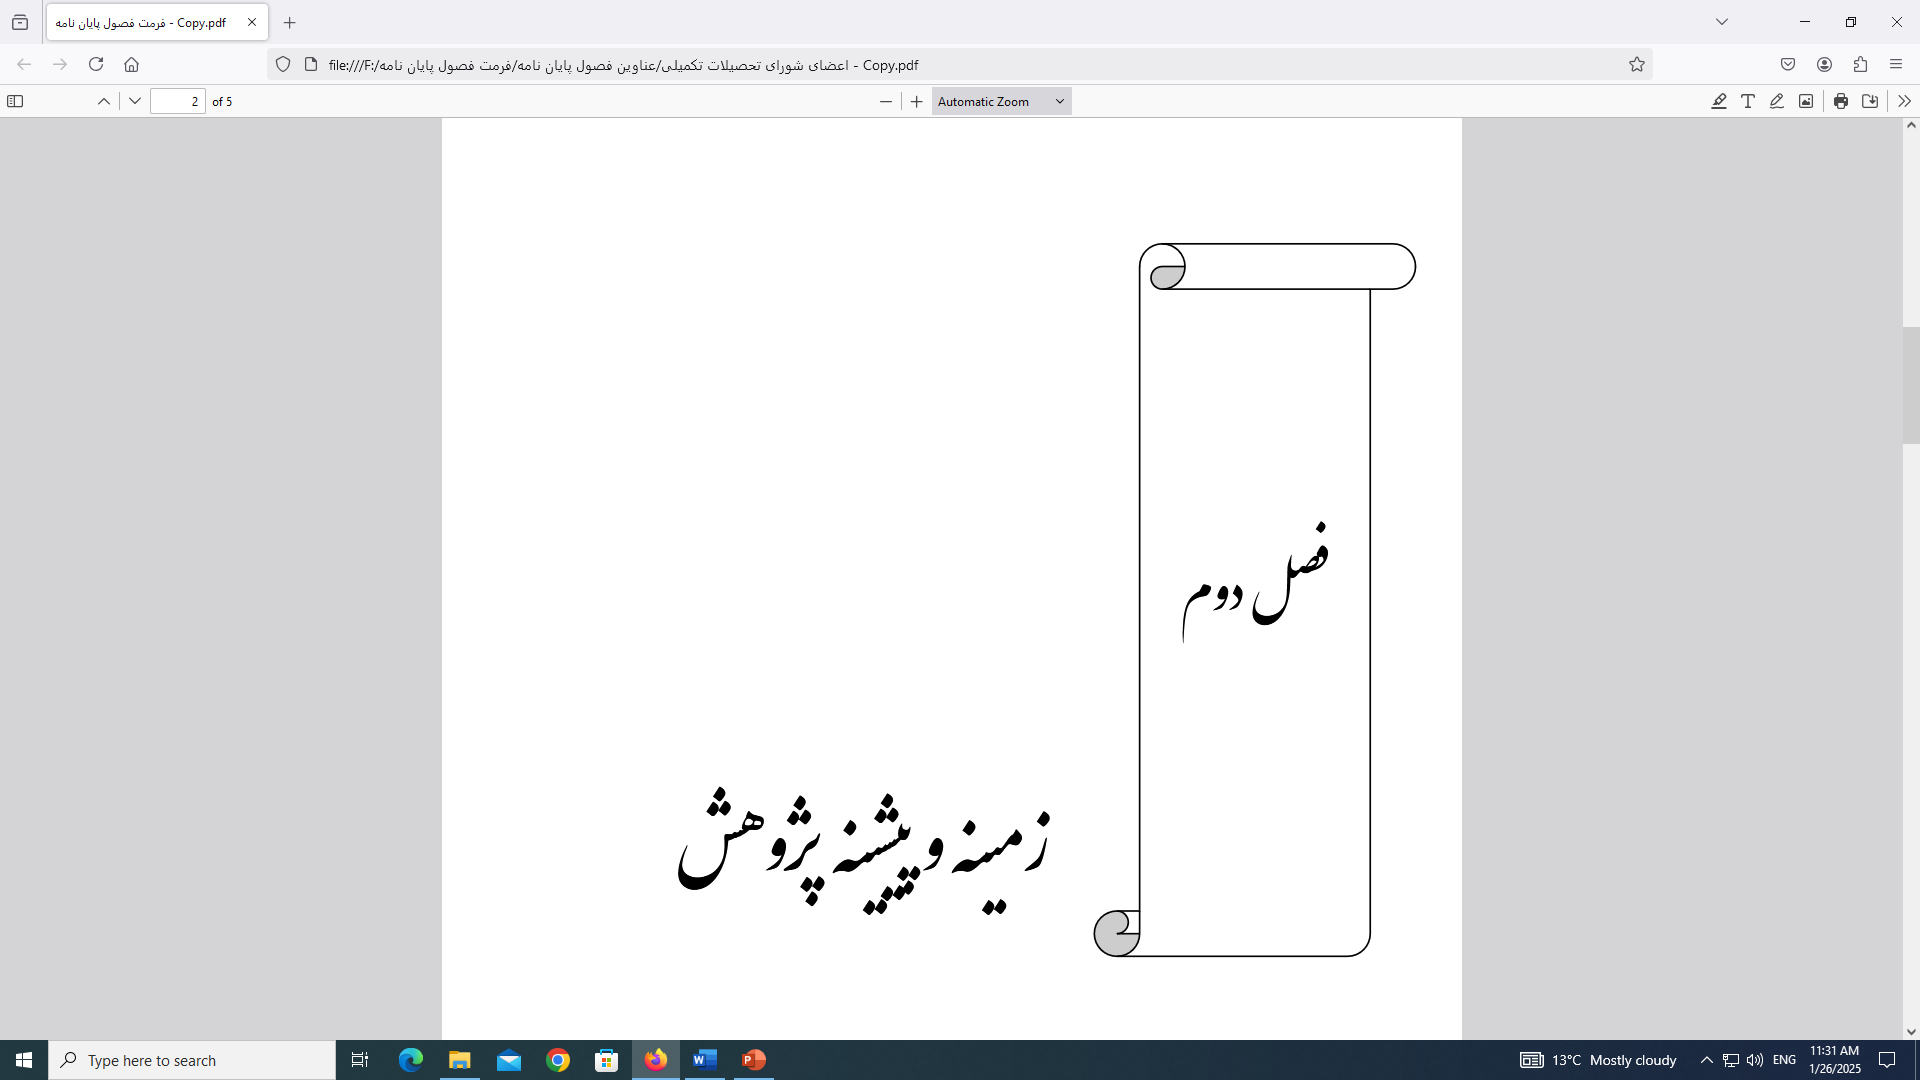 فرمت فصول پایان نامه - Copy.pdf
file:///F:/اعضای شورای تحصیلات تکمیلی/عناوین فصول پایان نامه/فرمت فصول پایان نامه - Copy.pdf
2 of 5
Automatic Zoom
فصل دوم
زمینه و پیشینه پژوهش
Type here to search
13°C Mostly cloudy
ENG
11:31 AM
1/26/2025